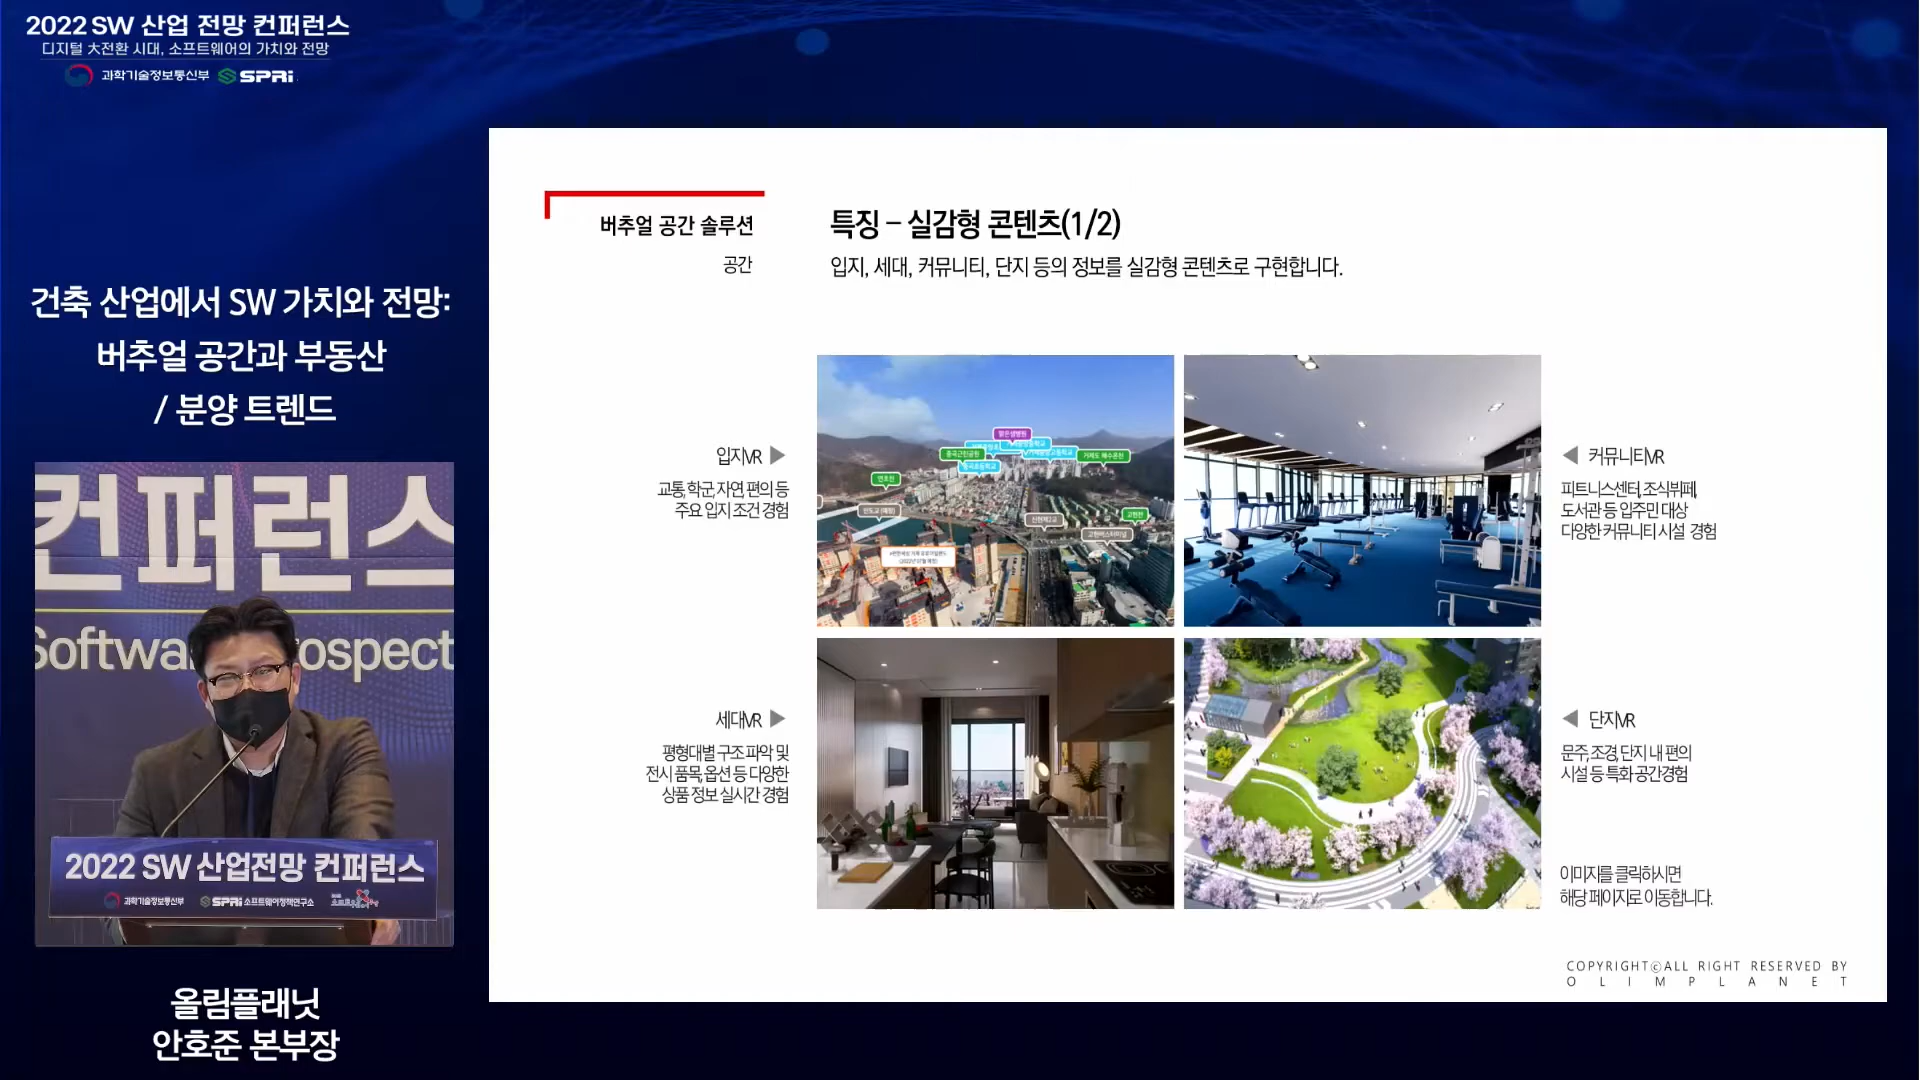 2022 SW 산업 전망 컨퍼런스
디지털 大전환 시대, 소프트웨어의 가치와 전망
과학기술정보통신부 SPRi
건축 산업에서 SW 가치와 전망:
버추얼 공간과 부동산
/ 분양 트렌드
컨퍼런스
Softwa ospect
2022 SW 산업전망 컨퍼런스
과학기술정보통신부 SPRi 소프트웨어정책연구소
올림플래닛
안호준 본부장
버추얼 공간 솔루션
공간
특징 – 실감형 콘텐츠(1/2)
입지, 세대, 커뮤니티, 단지 등의 정보를 실감형 콘텐츠로 구현합니다.
입지VR ▶
교통, 학군, 자연, 편의 등
주요 입지 조건 경험
◀ 커뮤니티VR
피트니스센터, 조식뷔페,
도서관 등 입주민 대상
다양한 커뮤니티 시설 경험
세대VR ▶
평형대별 구조 파악 및
전시 품목, 옵션 등 다양한
상품 정보 실시간 경험
◀ 단지VR
문주, 조경, 단지 내 편의
시설 등 특화 공간경험
이미지를 클릭하시면
해당 페이지로 이동합니다.
COPYRIGHTⓒALL RIGHT RESERVED BY
OLIMPLANET